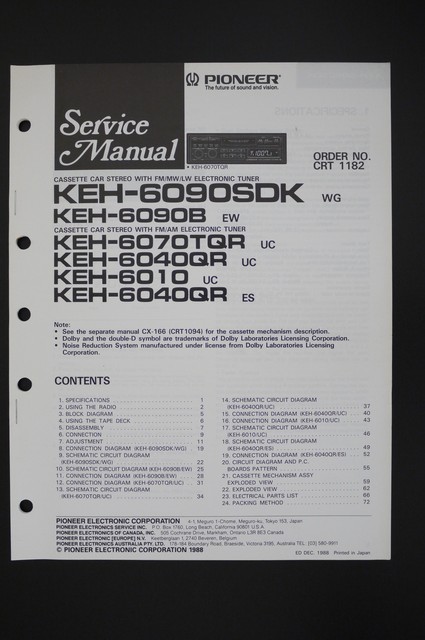 PIONEER®
The future of sound and vision.
Service
Manual
• KEH-6070TQR
ORDER NO.
CRT 1182
CASSETTE CAR STEREO WITH FM/MW/LW ELECTRONIC TUNER
KEH-6090SDK WG
KEH-6090B EW
CASSETTE CAR STEREO WITH FM/AM ELECTRONIC TUNER
KEH-6070TQR UC
KEH-6040QR UC
KEH-6010 UC
KEH-6040QR ES
Note:
• See the separate manual CX-166 (CRT1094) for the cassette mechanism description.
• Dolby and the double-D symbol are trademarks of Dolby Laboratories Licensing Corporation.
• Noise Reduction System manufactured under license from Dolby Laboratories Licensing
Corporation.
CONTENTS
1. SPECIFICATIONS 1
2. USING THE RADIO 2
3. BLOCK DIAGRAM 5
4. USING THE TAPE DECK 6
5. DISASSEMBLY 7
6. CONNECTION 9
7. ADJUSTMENT 11
8. CONNECTION DIAGRAM (KEH-6090SDK/WG) 19
9. SCHEMATIC CIRCUIT DIAGRAM
(KEH-6090SDK/WG) 22
10. SCHEMATIC CIRCUIT DIAGRAM (KEH-6090B/EW) 25
11. CONNECTION DIAGRAM (KEH-6090B/EW) 28
12. CONNECTION DIAGRAM (KEH-6070TQR/UC) 31
13. SCHEMATIC CIRCUIT DIAGRAM
(KEH-6070TQR/UC) 34
14. SCHEMATIC CIRCUIT DIAGRAM
(KEH-6040QR/UC) 37
15. CONNECTION DIAGRAM (KEH-6040QR/UC) 40
16. CONNECTION DIAGRAM (KEH-6010/UC) 43
17. SCHEMATIC CIRCUIT DIAGRAM
(KEH-6010/UC) 46
18. SCHEMATIC CIRCUIT DIAGRAM
(KEH-6040QR/ES) 49
19. CONNECTION DIAGRAM (KEH-6040QR/ES) 52
20. CIRCUIT DIAGRAM AND P.C.
BOARDS PATTERN 55
21. CASSETTE MECHANISM ASSY
EXPLODED VIEW 59
22. EXPLODED VIEW 62
23. ELECTRICAL PARTS LIST 66
24. PACKING METHOD 72
PIONEER ELECTRONIC CORPORATION 4-1, Meguro 1-Chome, Meguro-ku, Tokyo 153, Japan
PIONEER ELECTRONICS SERVICE INC. P.O. Box 1760, Long Beach, California 90801 U.S.A.
PIONEER ELECTRONICS OF CANADA, INC. 505 Cochrane Drive, Markham, Ontario L3R 8E3 Canada
PIONEER ELECTRONIC [EUROPE] N.V. Keetberglaan 1, 2740 Beveren, Belgium
PIONEER ELECTRONICS AUSTRALIA PTY. LTD. 178-184 Boundary Road, Braeside, Victoria 3195, Australia TEL: (03) 580-9911
© PIONEER ELECTRONIC CORPORATION 1988
ED DEC. 1988 Printed in Japan